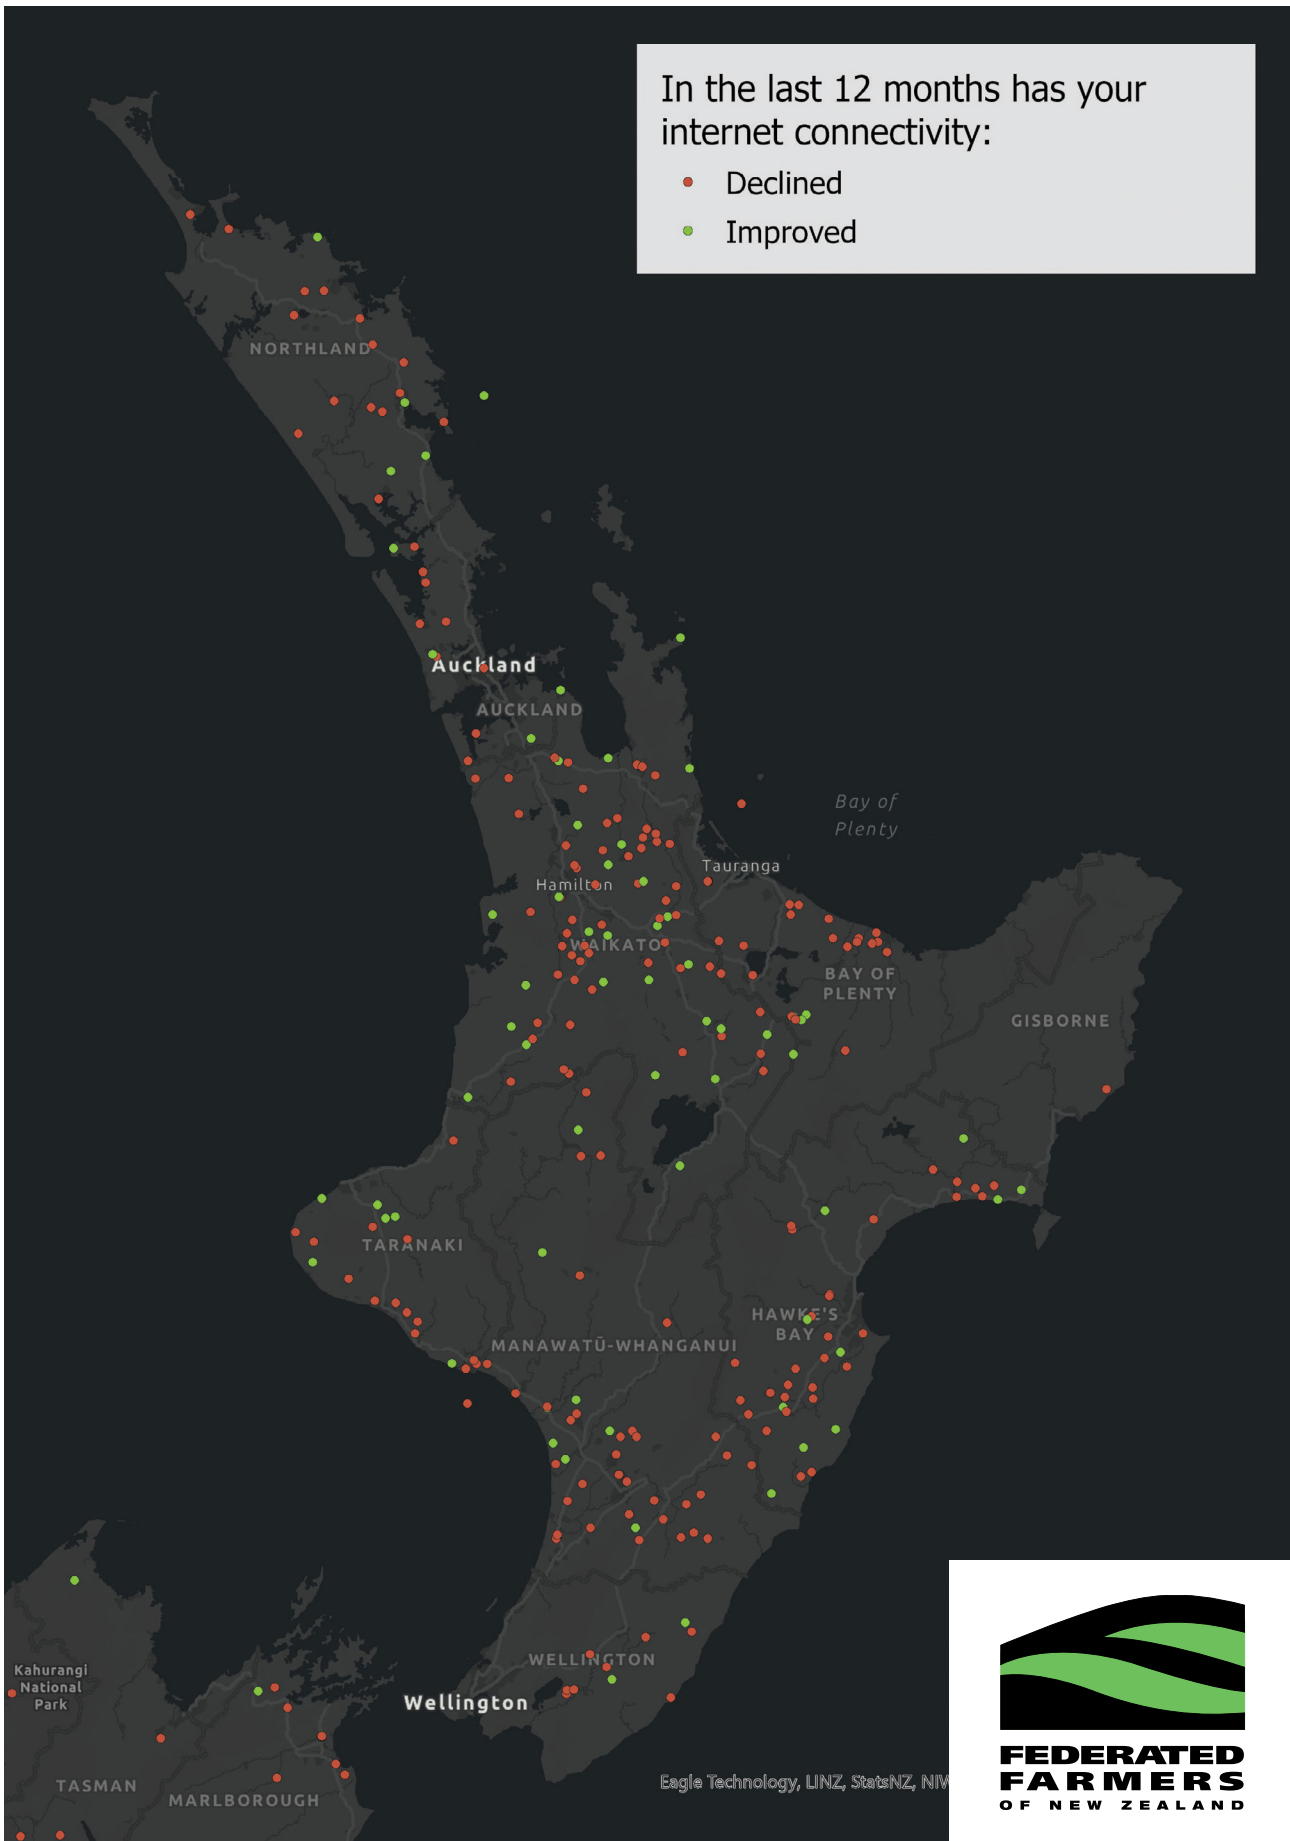 In the last 12 months has your
internet connectivity:
Declined
Improved
NORTHLAND
Auckland
AUCKLAND
Bay of
Plenty
Tauranga
Hamilton
WAIKATO
BAY OF
PLENTY
GISBORNE
TARANAKI
HAWKE'S
BAY
MANAWATŪ-WHANGANUI
WELLINGTON
Wellington
Kahurangi
National
Park
TASMAN
MARLBOROUGH
Eagle Technology, LINZ, StatsNZ, NIW
FEDERATED
FARMERS
OF NEW ZEALAND